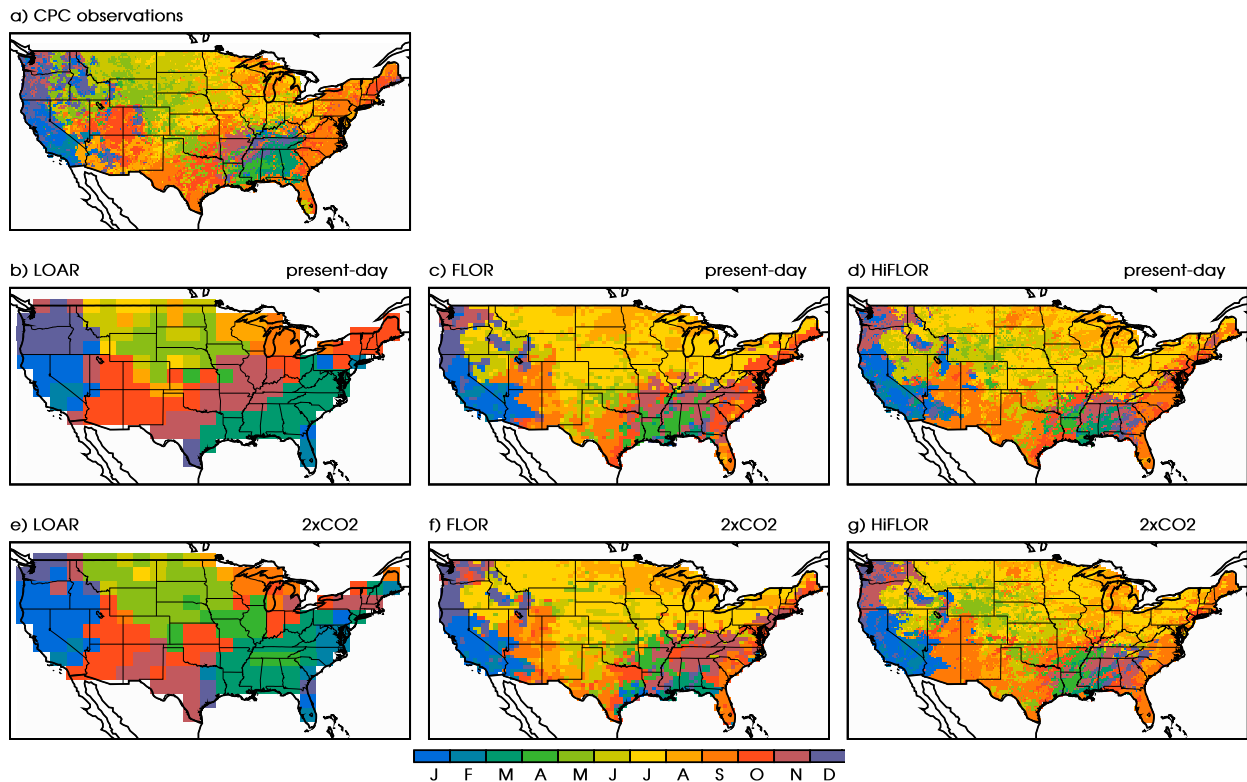 a) CPC observations
b) LOAR present-day
c) FLOR present-day
d) HiFLOR present-day
e) LOAR 2xCO2
f) FLOR 2xCO2
g) HiFLOR 2xCO2
J F M A M J J A S O N D